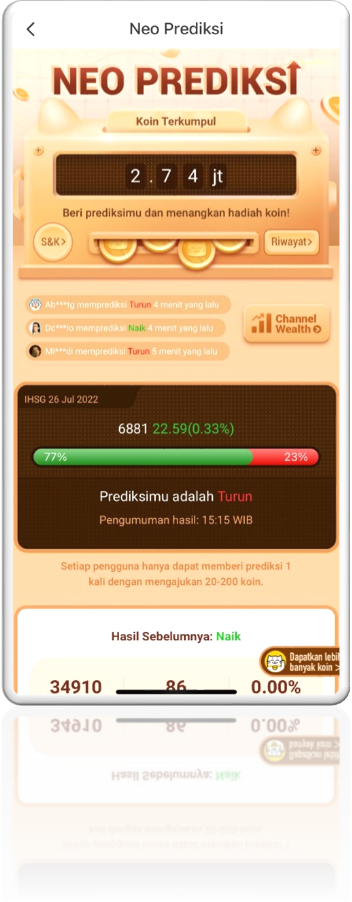 Neo Prediksi
NEO PREDIKSI
Koin Terkumpul
2.74 jt
Beri prediksimu dan menangkan hadiah koin!
S&K>
Riwayat>
Ab***tg memprediksi Turun 4 menit yang lalu
Dc***io memprediksi Naik 4 menit yang lalu
Mi***di memprediksi Turun 5 menit yang lalu
Channel
Wealth
IHSG 26 Jul 2022
6881 22.59(0.33%)
77% 23%
Prediksimu adalah Turun
Pengumuman hasil: 15:15 WIB
Setiap pengguna hanya dapat memberi prediksi 1
kali dengan mengajukan 20-200 koin.
Hasil Sebelumnya: Naik
Dapatkan lebih
banyak koin >
34910 86 0.00%